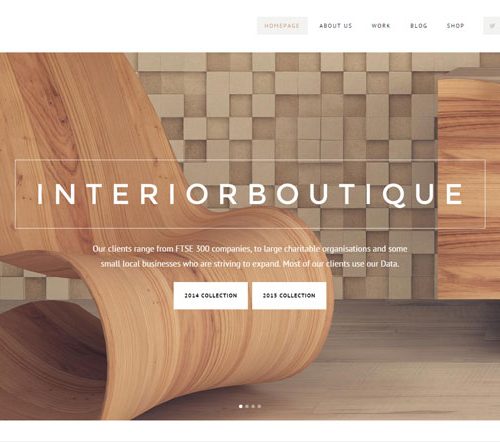 HOMEPAGE ABOUT US WORK BLOG SHOP
INTERIORBOUTIQUE
Our clients range from FTSE 300 companies, to large charitable organisations and some
small local businesses who are striving to expand. Most of our clients use our Data.
2014 COLLECTION 2015 COLLECTION